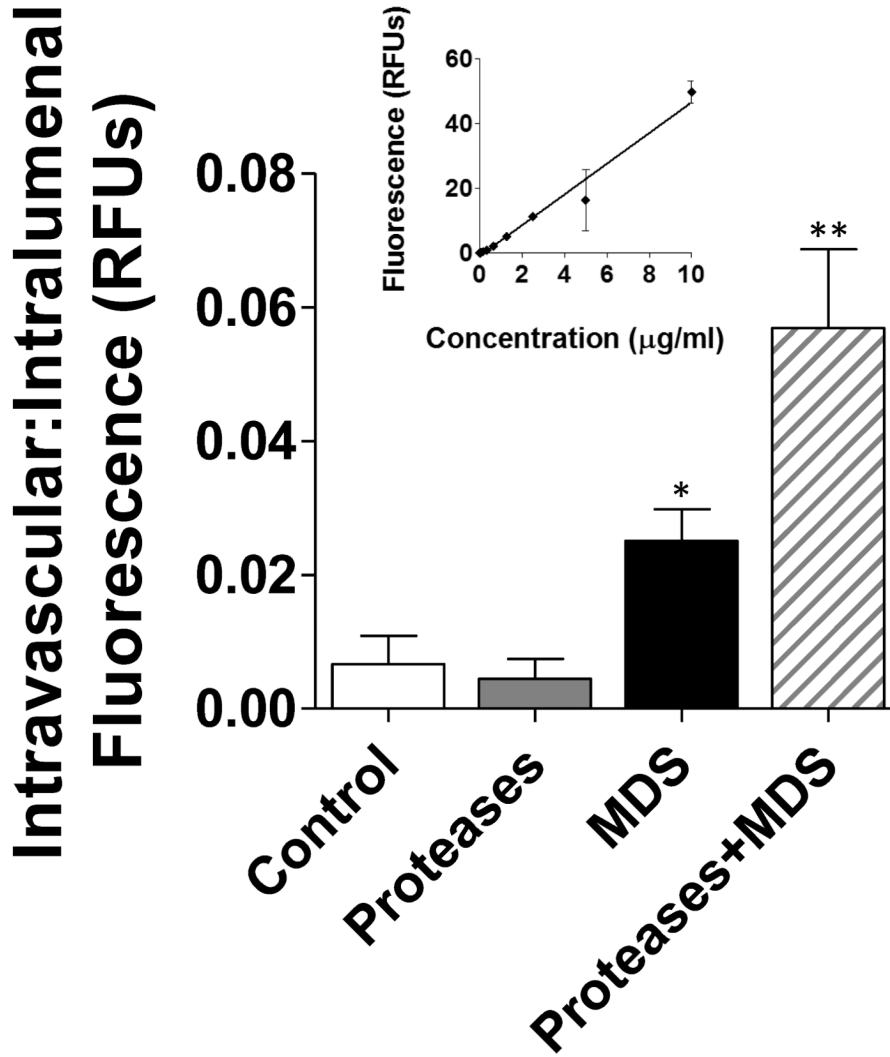 Intravascular:Intralumenal
Fluorescence (RFUs)
0.08
0.06
0.04
0.02
0.00
Fluorescence (RFUs)
60
40
20
0
0 2 4 6 8 10
Concentration (μg/ml)
*
**
Control
Proteases
MDS
Proteases+MDS